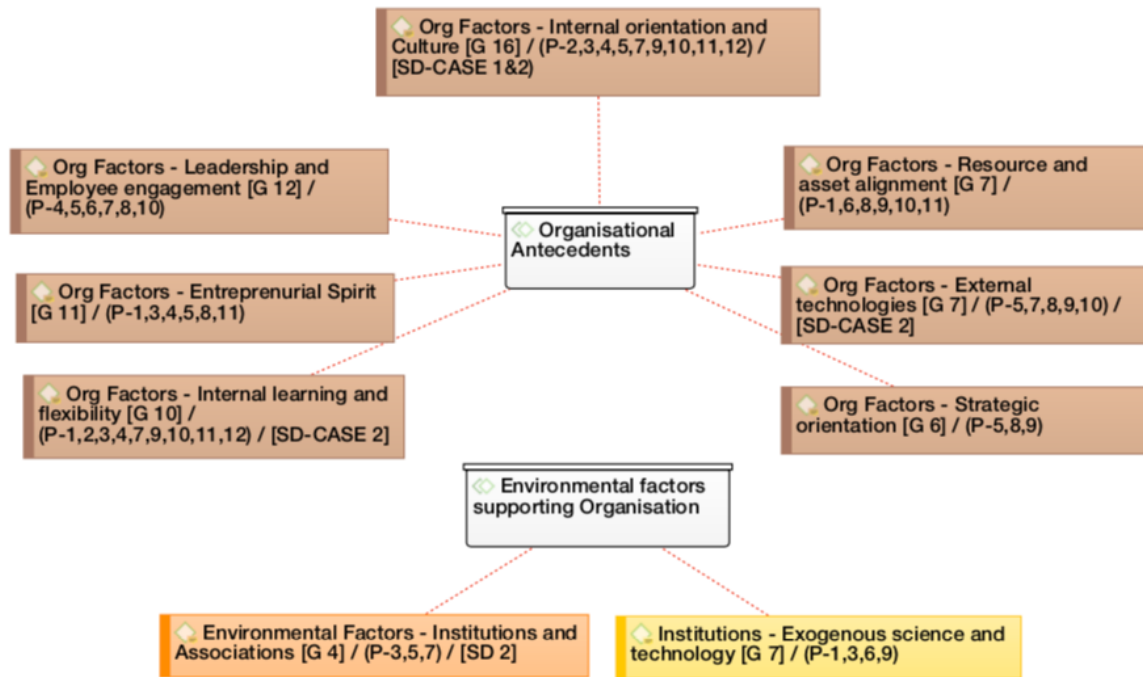 Org Factors - Internal orientation and
Culture [G 16] / (P-2,3,4,5,7,9,10,11,12) /
[SD-CASE 1&2)
Org Factors - Leadership and
Employee engagement [G 12] /
(P-4,5,6,7,8,10)
Org Factors - Resource and
asset alignment [G 7] /
(P-1,6,8,9,10,11)
Organisational
Antecedents
Org Factors - Entreprenurial Spirit
[G 11] / (P-1,3,4,5,8,11)
Org Factors - External
technologies [G 7] / (P-5,7,8,9,10) /
[SD-CASE 2]
Org Factors - Internal learning and
flexibility [G 10] /
(P-1,2,3,4,7,9,10,11,12) / [SD-CASE 2]
Org Factors - Strategic
orientation [G 6] / (P-5,8,9)
Environmental factors
supporting Organisation
Environmental Factors - Institutions and
Associations [G 4] / (P-3,5,7) / [SD 2]
Institutions - Exogenous science and
technology [G 7] / (P-1,3,6,9)